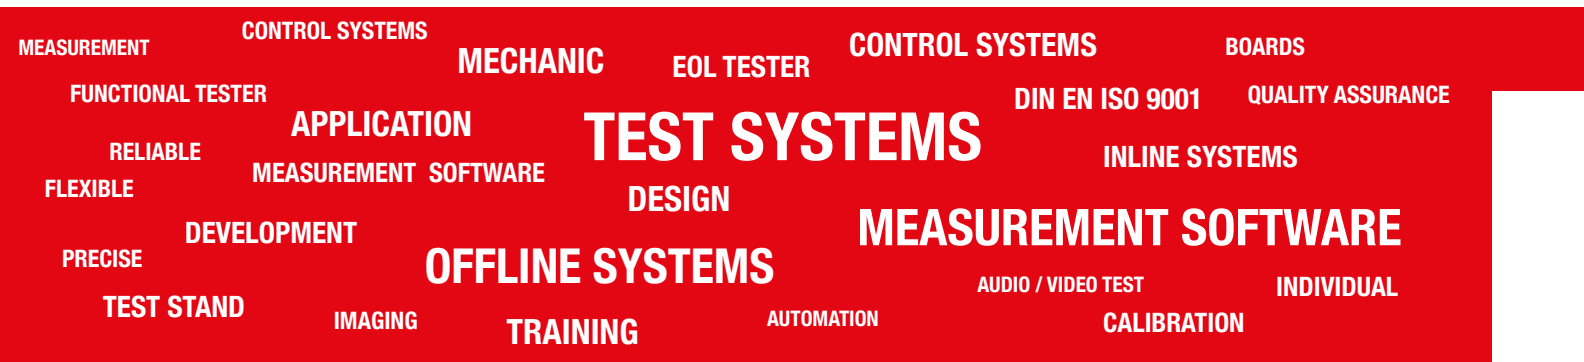 CONTROL SYSTEMS
MEASUREMENT
MECHANIC
EOL TESTER
CONTROL SYSTEMS
BOARDS
FUNCTIONAL TESTER
APPLICATION
TEST SYSTEMS
DIN EN ISO 9001
QUALITY ASSURANCE
RELIABLE
MEASUREMENT SOFTWARE
INLINE SYSTEMS
FLEXIBLE
DESIGN
DEVELOPMENT
MEASUREMENT SOFTWARE
PRECISE
OFFLINE SYSTEMS
AUDIO / VIDEO TEST
INDIVIDUAL
TEST STAND
IMAGING
TRAINING
AUTOMATION
CALIBRATION